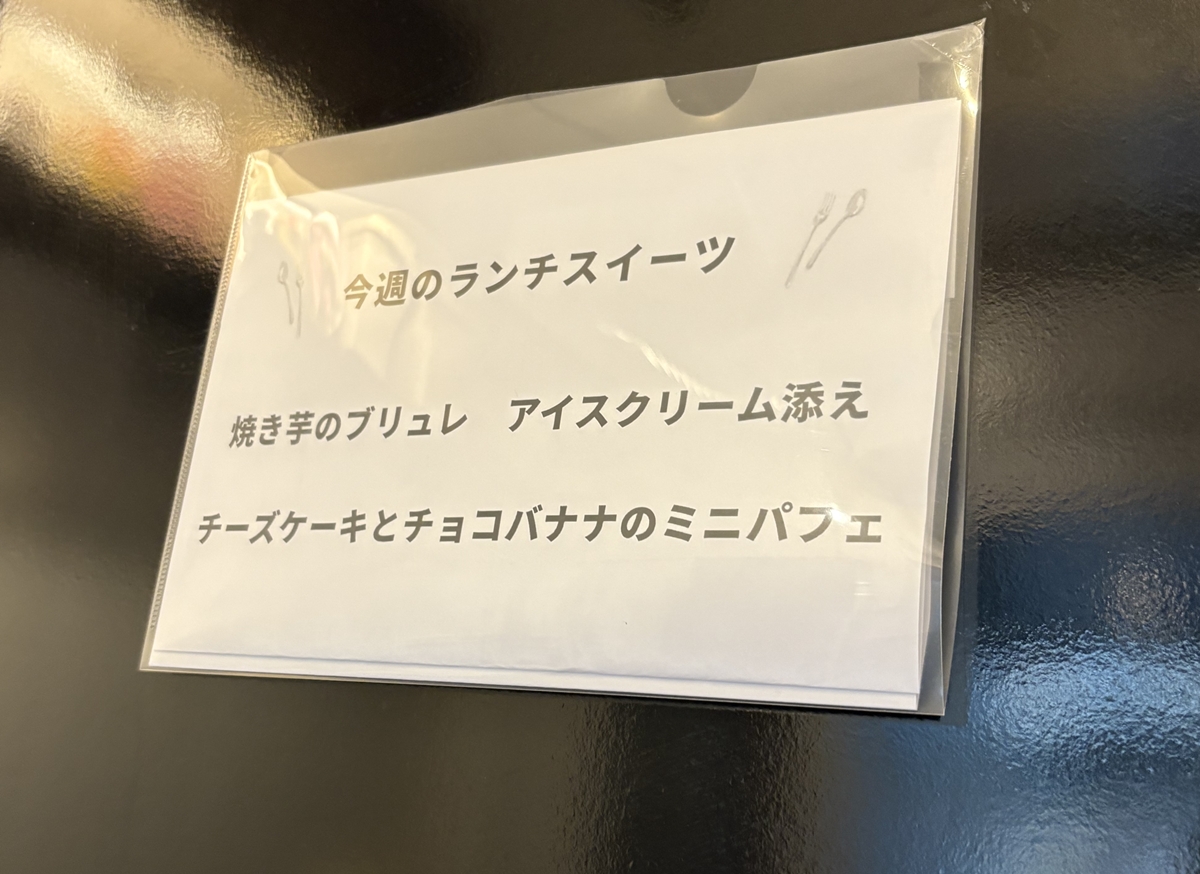 今週のランチスイーツ
焼き芋のブリュレ　アイスクリーム添え
チーズケーキとチョコバナナのミニパフェ